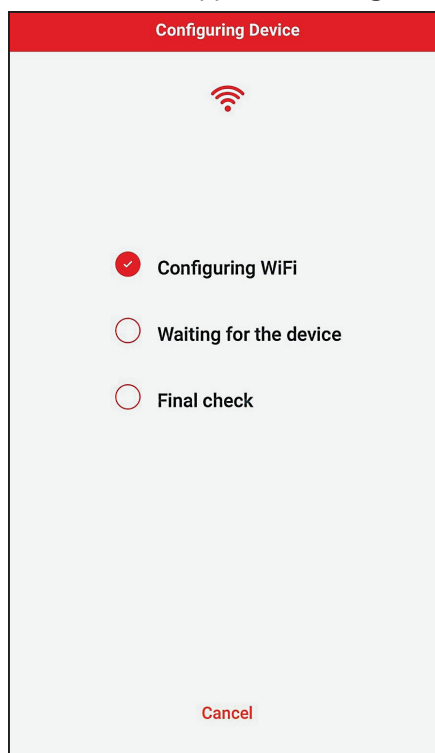 Configuring Device
Configuring WiFi
Waiting for the device
Final check
Cancel